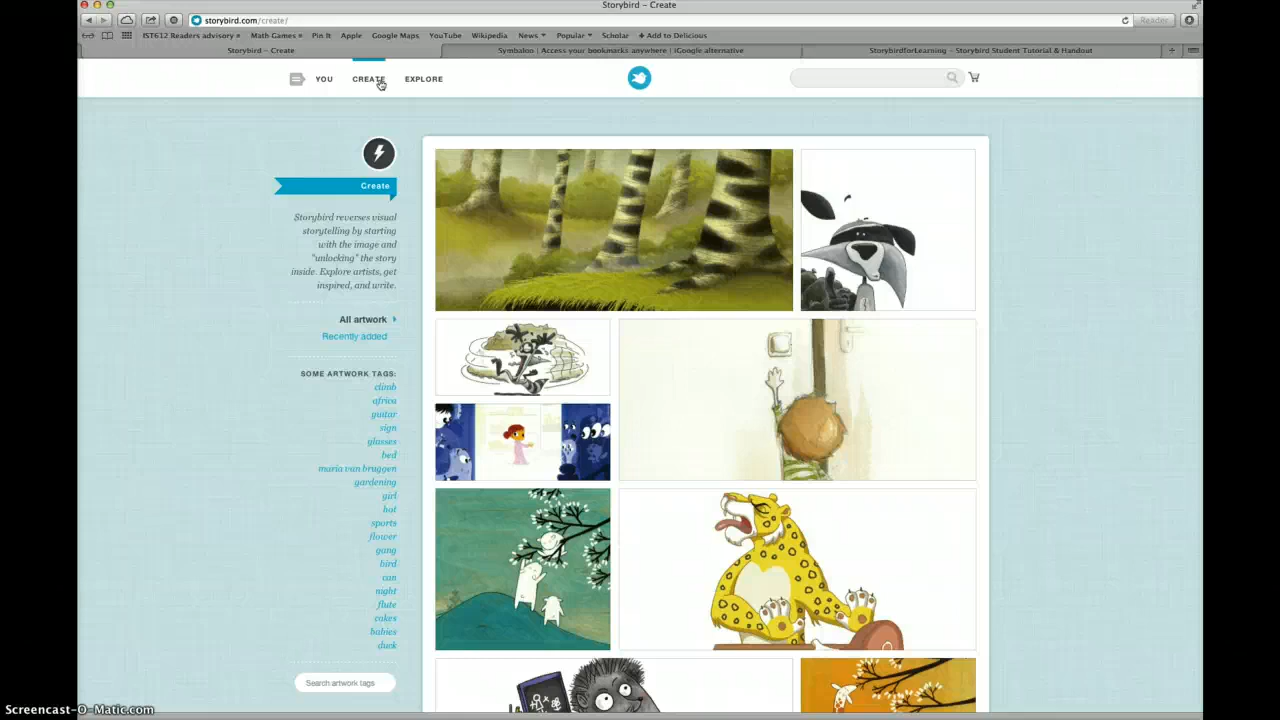 Storybird – Create
storybird.com/create/
Reader
IST612 Readers advisory
Math Games
Pin It
Apple
Google Maps
YouTube
Wikipedia
News
Popular
Scholar
+ Add to Delicious
Storybird – Create
Symbaloo | Access your bookmarks anywhere | iGoogle alternative
StorybirdforLearning – Storybird Student Tutorial & Handout
YOU
CREATE
EXPLORE
Create
Storybird reverses visual
storytelling by starting
with the image and
"unlocking" the story
inside. Explore artists, get
inspired, and write.
All artwork
Recently added
SOME ARTWORK TAGS:
climb
africa
guitar
sign
glasses
bed
maria van bruggen
gardening
girl
hot
sports
flower
gang
bird
can
night
flute
cakes
babies
duck
Search artwork tags
Screencast-O-Matic.com